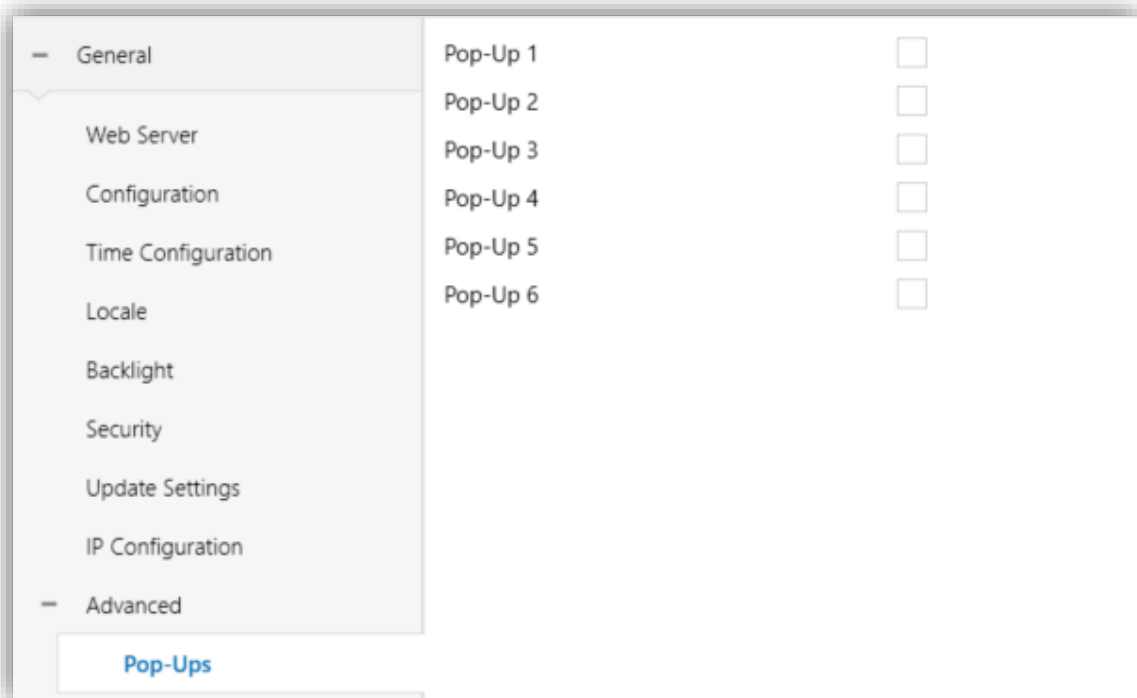 General
Web Server
Configuration
Time Configuration
Locale
Backlight
Security
Update Settings
IP Configuration
Advanced
Pop-Ups
Pop-Up 1
Pop-Up 2
Pop-Up 3
Pop-Up 4
Pop-Up 5
Pop-Up 6